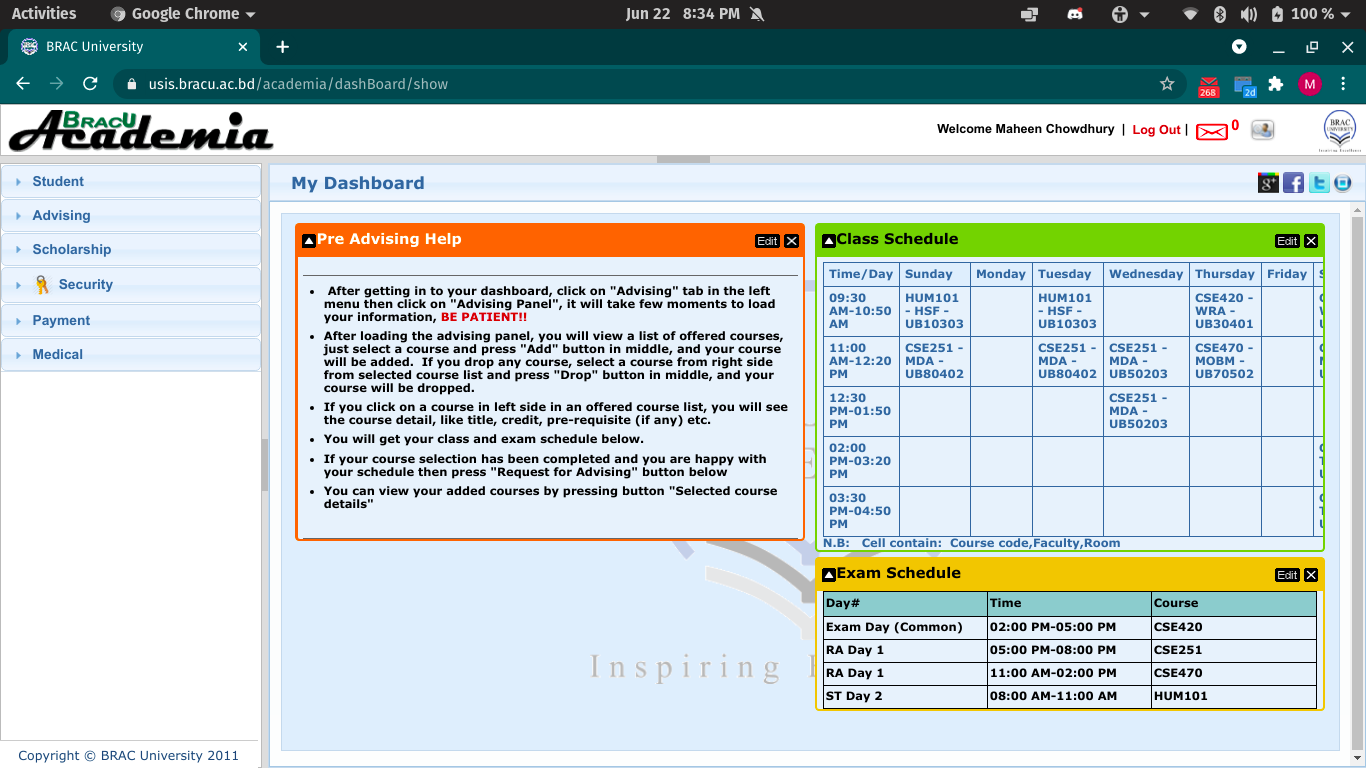 Activities
Google Chrome
Jun 22 8:34 PM
100 %
BRAC University
usis.bracu.ac.bd/academia/dashBoard/show
268
2d
M
BRACU
Academia
Welcome Maheen Chowdhury | Log Out |
0
BRAC
UNIVERSITY
Student
Advising
Scholarship
Security
Payment
Medical
Copyright © BRAC University 2011
My Dashboard
Pre Advising Help
Edit
After getting in to your dashboard, click on "Advising" tab in the left
menu then click on "Advising Panel", it will take few moments to load
your information, BE PATIENT!!
After loading the advising panel, you will view a list of offered courses,
just select a course and press "Add" button in middle, and your course
will be added. If you drop any course, select a course from right side
from selected course list and press "Drop" button in middle, and your
course will be dropped.
If you click on a course in left side in an offered course list, you will see
the course detail, like title, credit, pre-requisite (if any) etc.
You will get your class and exam schedule below.
If your course selection has been completed and you are happy with
your schedule then press "Request for Advising" button below
You can view your added courses by pressing button "Selected course
details"
Inspiring
Class Schedule
Edit
Time/Day Sunday Monday Tuesday Wednesday Thursday Friday
09:30 HUM101 HUM101 CSE420 -
AM-10:50 - HSF - - HSF - WRA -
AM UB10303 UB10303 UB30401
11:00 CSE251 - CSE251 - CSE251 - CSE470 -
AM-12:20 MDA - MDA - MDA - MOBM -
PM UB80402 UB80402 UB50203 UB70502
12:30 CSE251 -
PM-01:50 MDA -
PM UB50203
02:00
PM-03:20
PM
03:30
PM-04:50
PM
N.B: Cell contain: Course code,Faculty,Room
Exam Schedule
Edit
Day# Time Course
Exam Day (Common) 02:00 PM-05:00 PM CSE420
RA Day 1 05:00 PM-08:00 PM CSE251
RA Day 1 11:00 AM-02:00 PM CSE470
ST Day 2 08:00 AM-11:00 AM HUM101